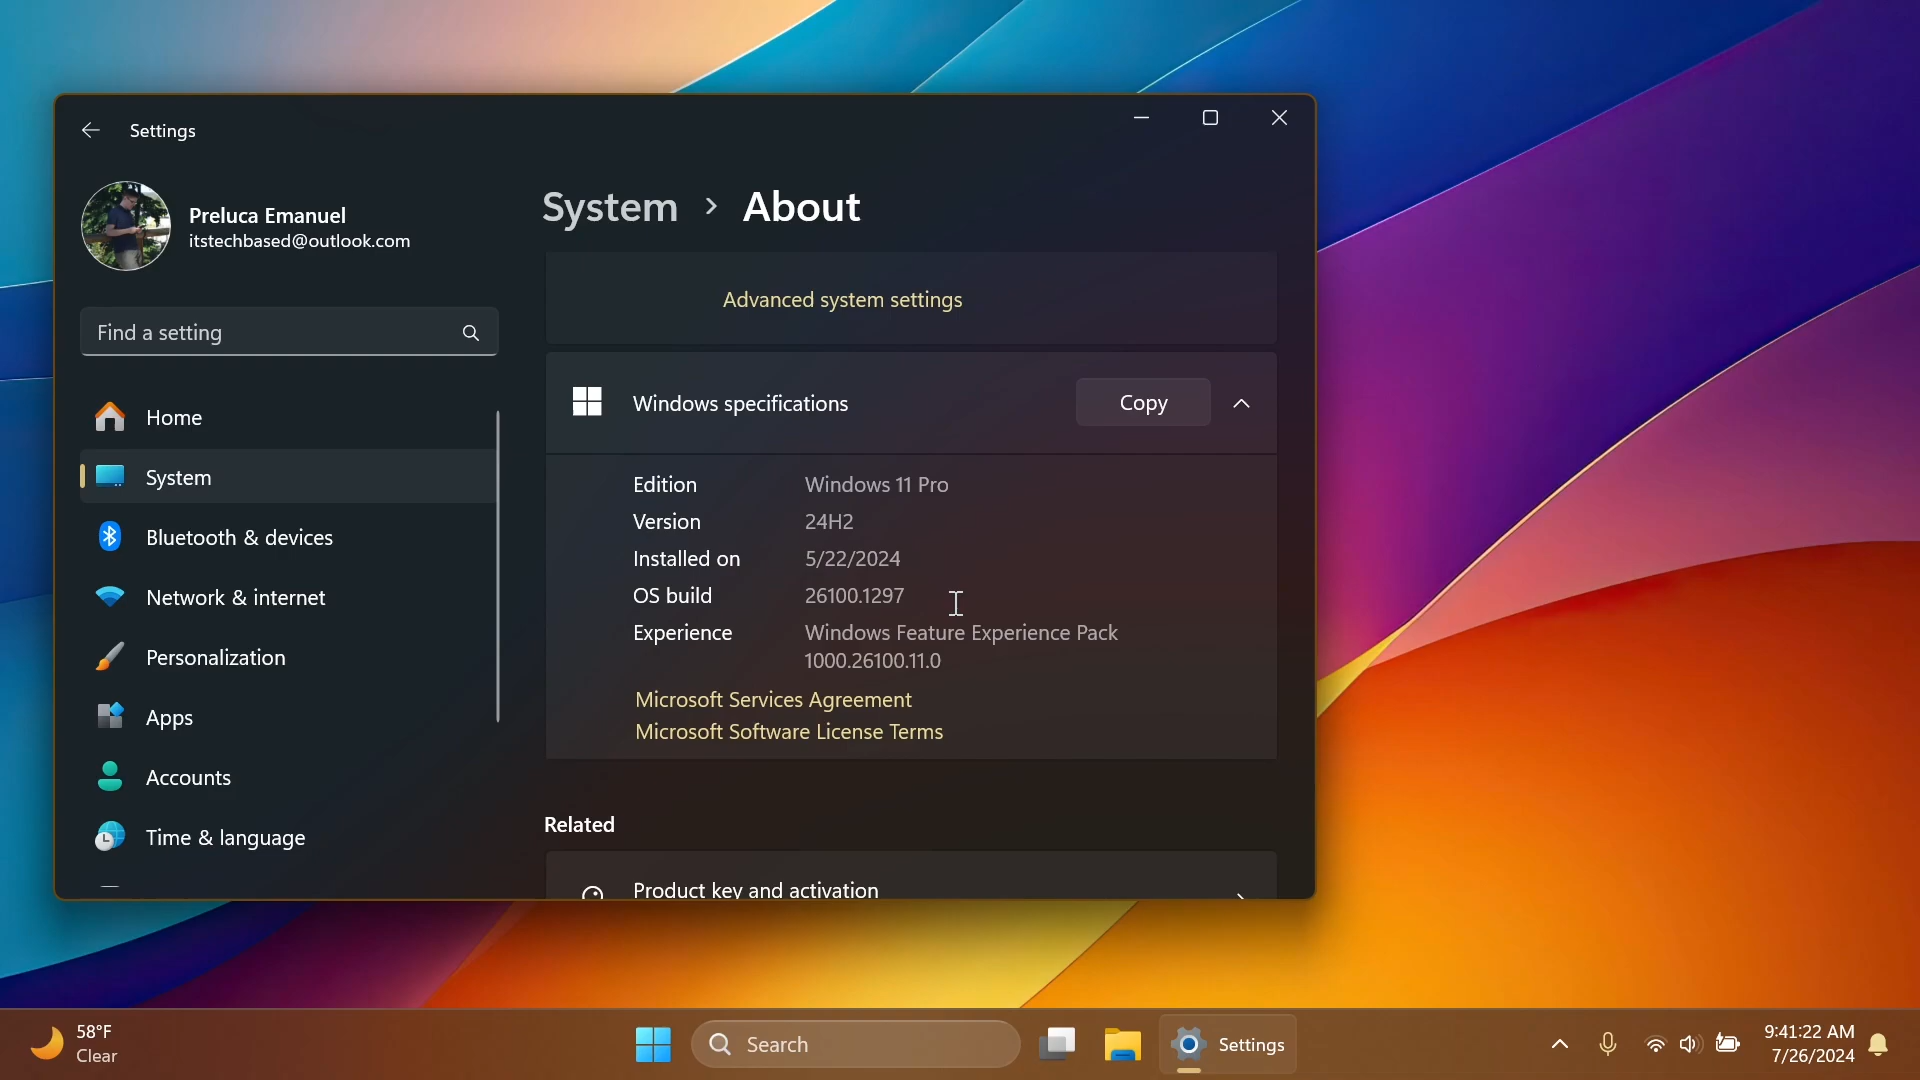 Settings
Preluca Emanuel
itstechbased@outlook.com
Find a setting
Home
System
Bluetooth & devices
Network & internet
Personalization
Apps
Accounts
Time & language
System > About
Advanced system settings
Windows specifications
Copy
Edition Windows 11 Pro
Version 24H2
Installed on 5/22/2024
OS build 26100.1297
Experience Windows Feature Experience Pack
1000.26100.11.0
Microsoft Services Agreement
Microsoft Software License Terms
Related
Product key and activation
58°F
Clear
Search
Settings
9:41:22 AM
7/26/2024